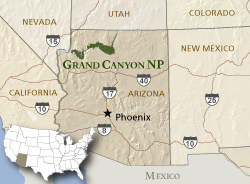 NEVADA
UTAH
COLORADO
15
GRAND CANYON NP
NEW MEXICO
CALIFORNIA
40
17
ARIZONA
40
25
10
Phoenix
8
10
MEXICO